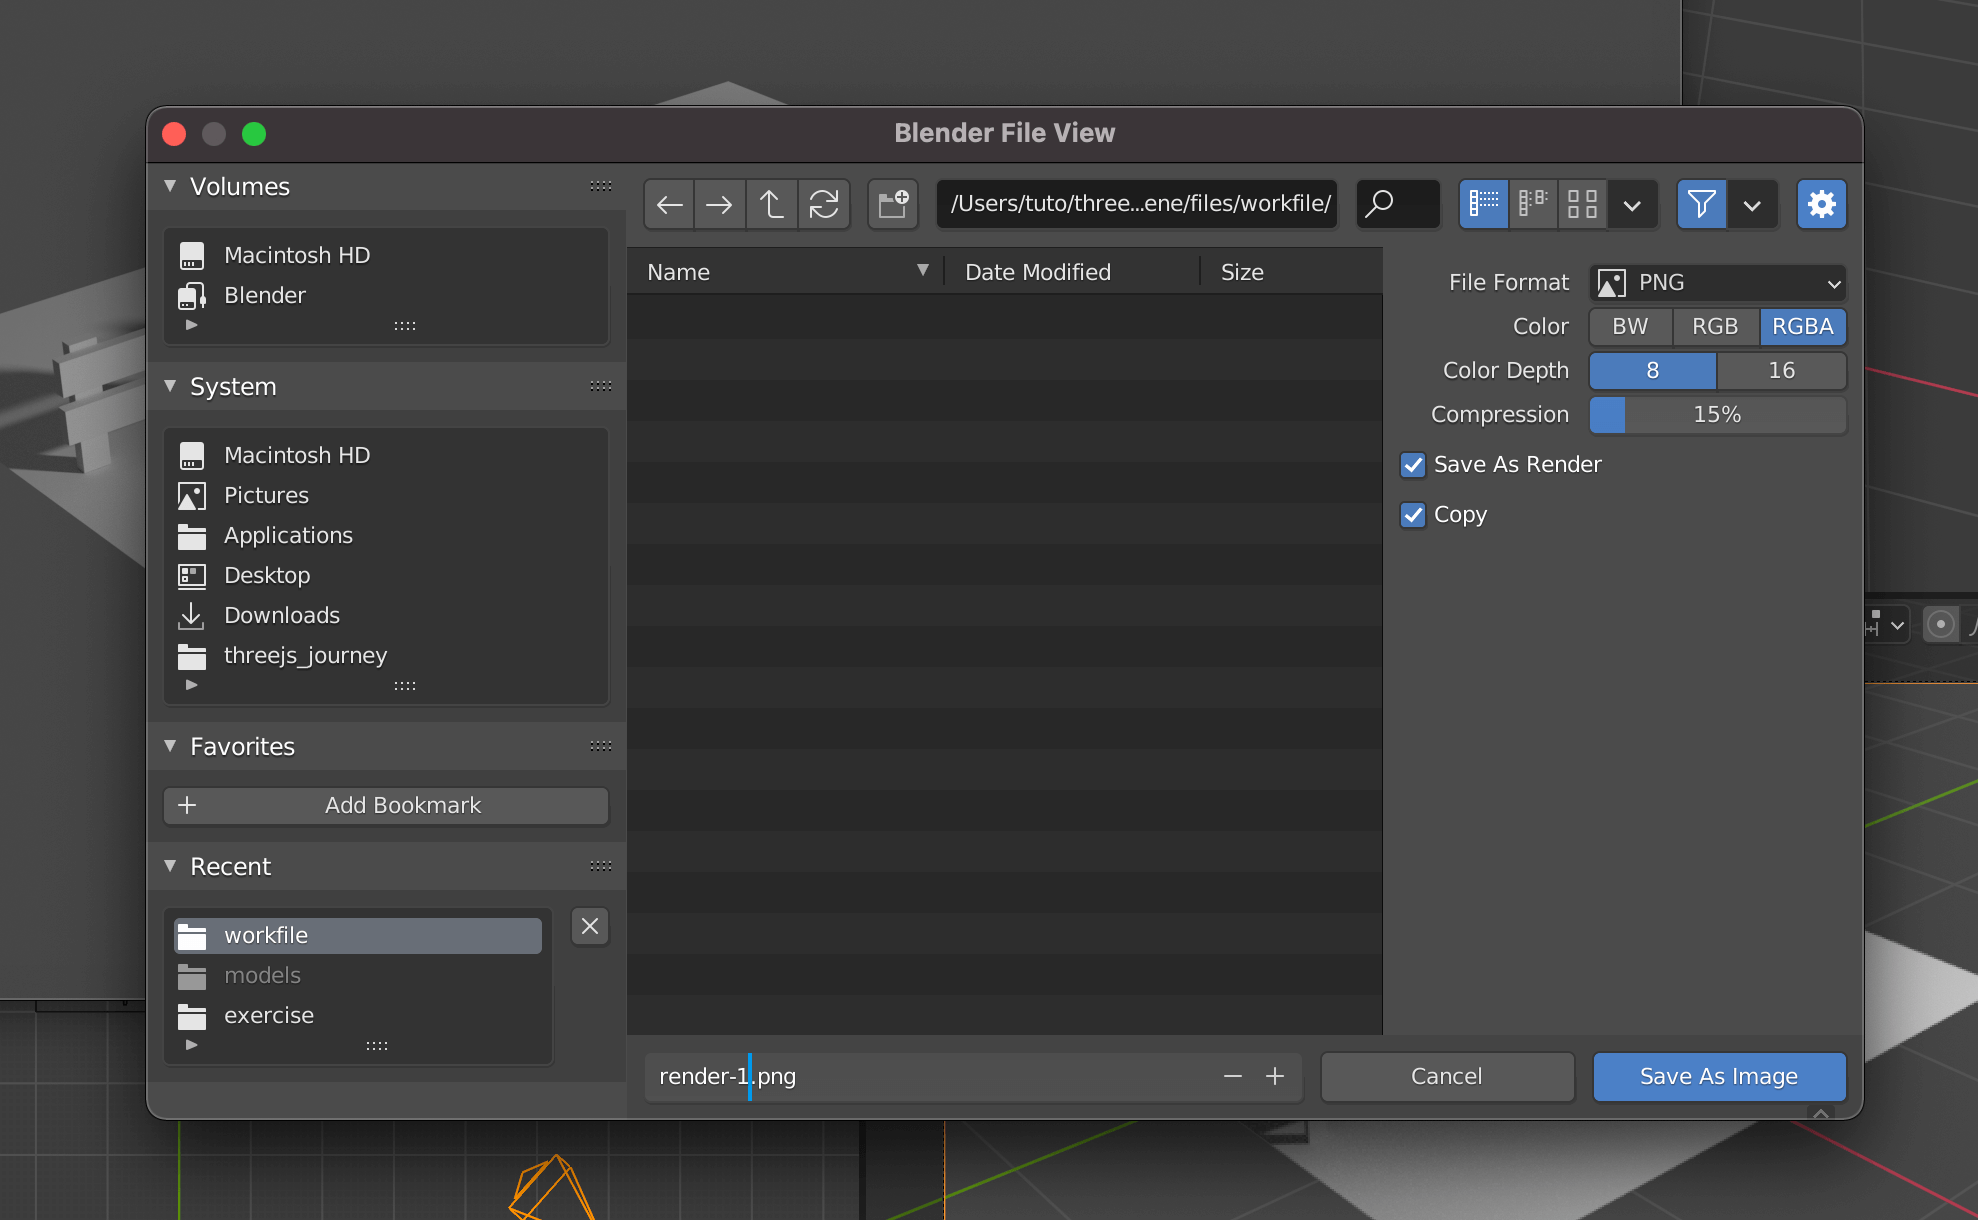 Blender File View
Volumes
Macintosh HD
Blender
System
Macintosh HD
Pictures
Applications
Desktop
Downloads
threejs_journey
Favorites
Add Bookmark
Recent
workfile
models
exercise
/Users/tuto/three...ene/files/workfile/
Name Date Modified Size
File Format PNG
Color BW RGB RGBA
Color Depth 8 16
Compression 15%
Save As Render
Copy
render-1.png
Cancel
Save As Image